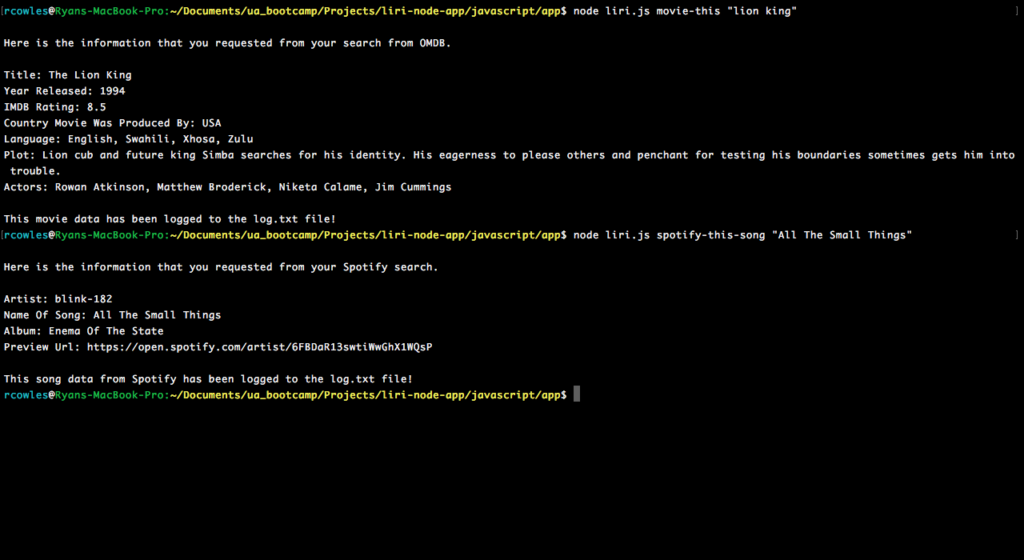 rcowles@Ryans-MacBook-Pro:~/Documents/ua_bootcamp/Projects/liri-node-app/javascript/app$ node liri.js movie-this "lion king"
Here is the information that you requested from your search from OMDB.
Title: The Lion King
Year Released: 1994
IMDB Rating: 8.5
Country Movie Was Produced By: USA
Language: English, Swahili, Xhosa, Zulu
Plot: Lion cub and future king Simba searches for his identity. His eagerness to please others and penchant for testing his boundaries sometimes gets him into
trouble.
Actors: Rowan Atkinson, Matthew Broderick, Niketa Calame, Jim Cummings
This movie data has been logged to the log.txt file!
rcowles@Ryans-MacBook-Pro:~/Documents/ua_bootcamp/Projects/liri-node-app/javascript/app$ node liri.js spotify-this-song "All The Small Things"
Here is the information that you requested from your Spotify search.
Artist: blink-182
Name Of Song: All The Small Things
Album: Enema Of The State
Preview Url: https://open.spotify.com/artist/6FBDaR13swtiWwGhX1WQsP
This song data from Spotify has been logged to the log.txt file!
rcowles@Ryans-MacBook-Pro:~/Documents/ua_bootcamp/Projects/liri-node-app/javascript/app$